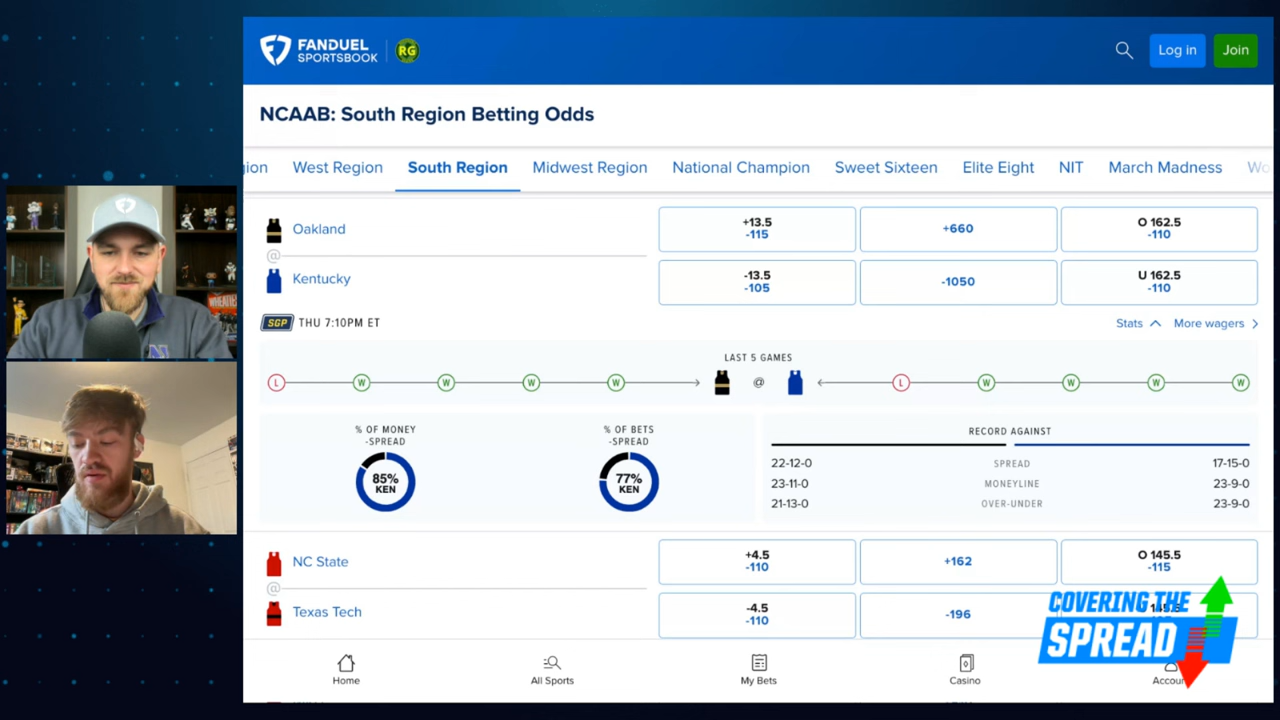 FANDUEL
SPORTSBOOK
RG
Log in
Join
NCAAB: South Region Betting Odds
gion
West Region
South Region
Midwest Region
National Champion
Sweet Sixteen
Elite Eight
NIT
March Madness
Wo
Oakland
+13.5
-115
+660
O 162.5
-110
@
Kentucky
-13.5
-105
-1050
U 162.5
-110
SGP THU 7:10PM ET
Stats
More wagers
LAST 5 GAMES
L W W W W @ L W W W W
% OF MONEY
-SPREAD
% OF BETS
-SPREAD
RECORD AGAINST
85%
KEN
77%
KEN
22-12-0 SPREAD 17-15-0
23-11-0 MONEYLINE 23-9-0
21-13-0 OVER-UNDER 23-9-0
NC State
+4.5
-110
+162
O 145.5
-115
@
Texas Tech
-4.5
-110
-196
COVERING THE
SPREAD
Home
All Sports
My Bets
Casino
Accou
WHEATIES
N